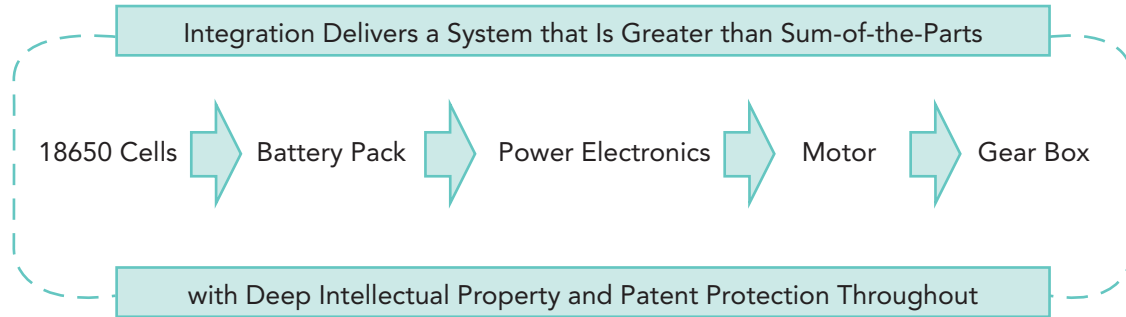 Integration Delivers a System that Is Greater than Sum-of-the-Parts
18650 Cells Battery Pack Power Electronics Motor Gear Box
with Deep Intellectual Property and Patent Protection Throughout